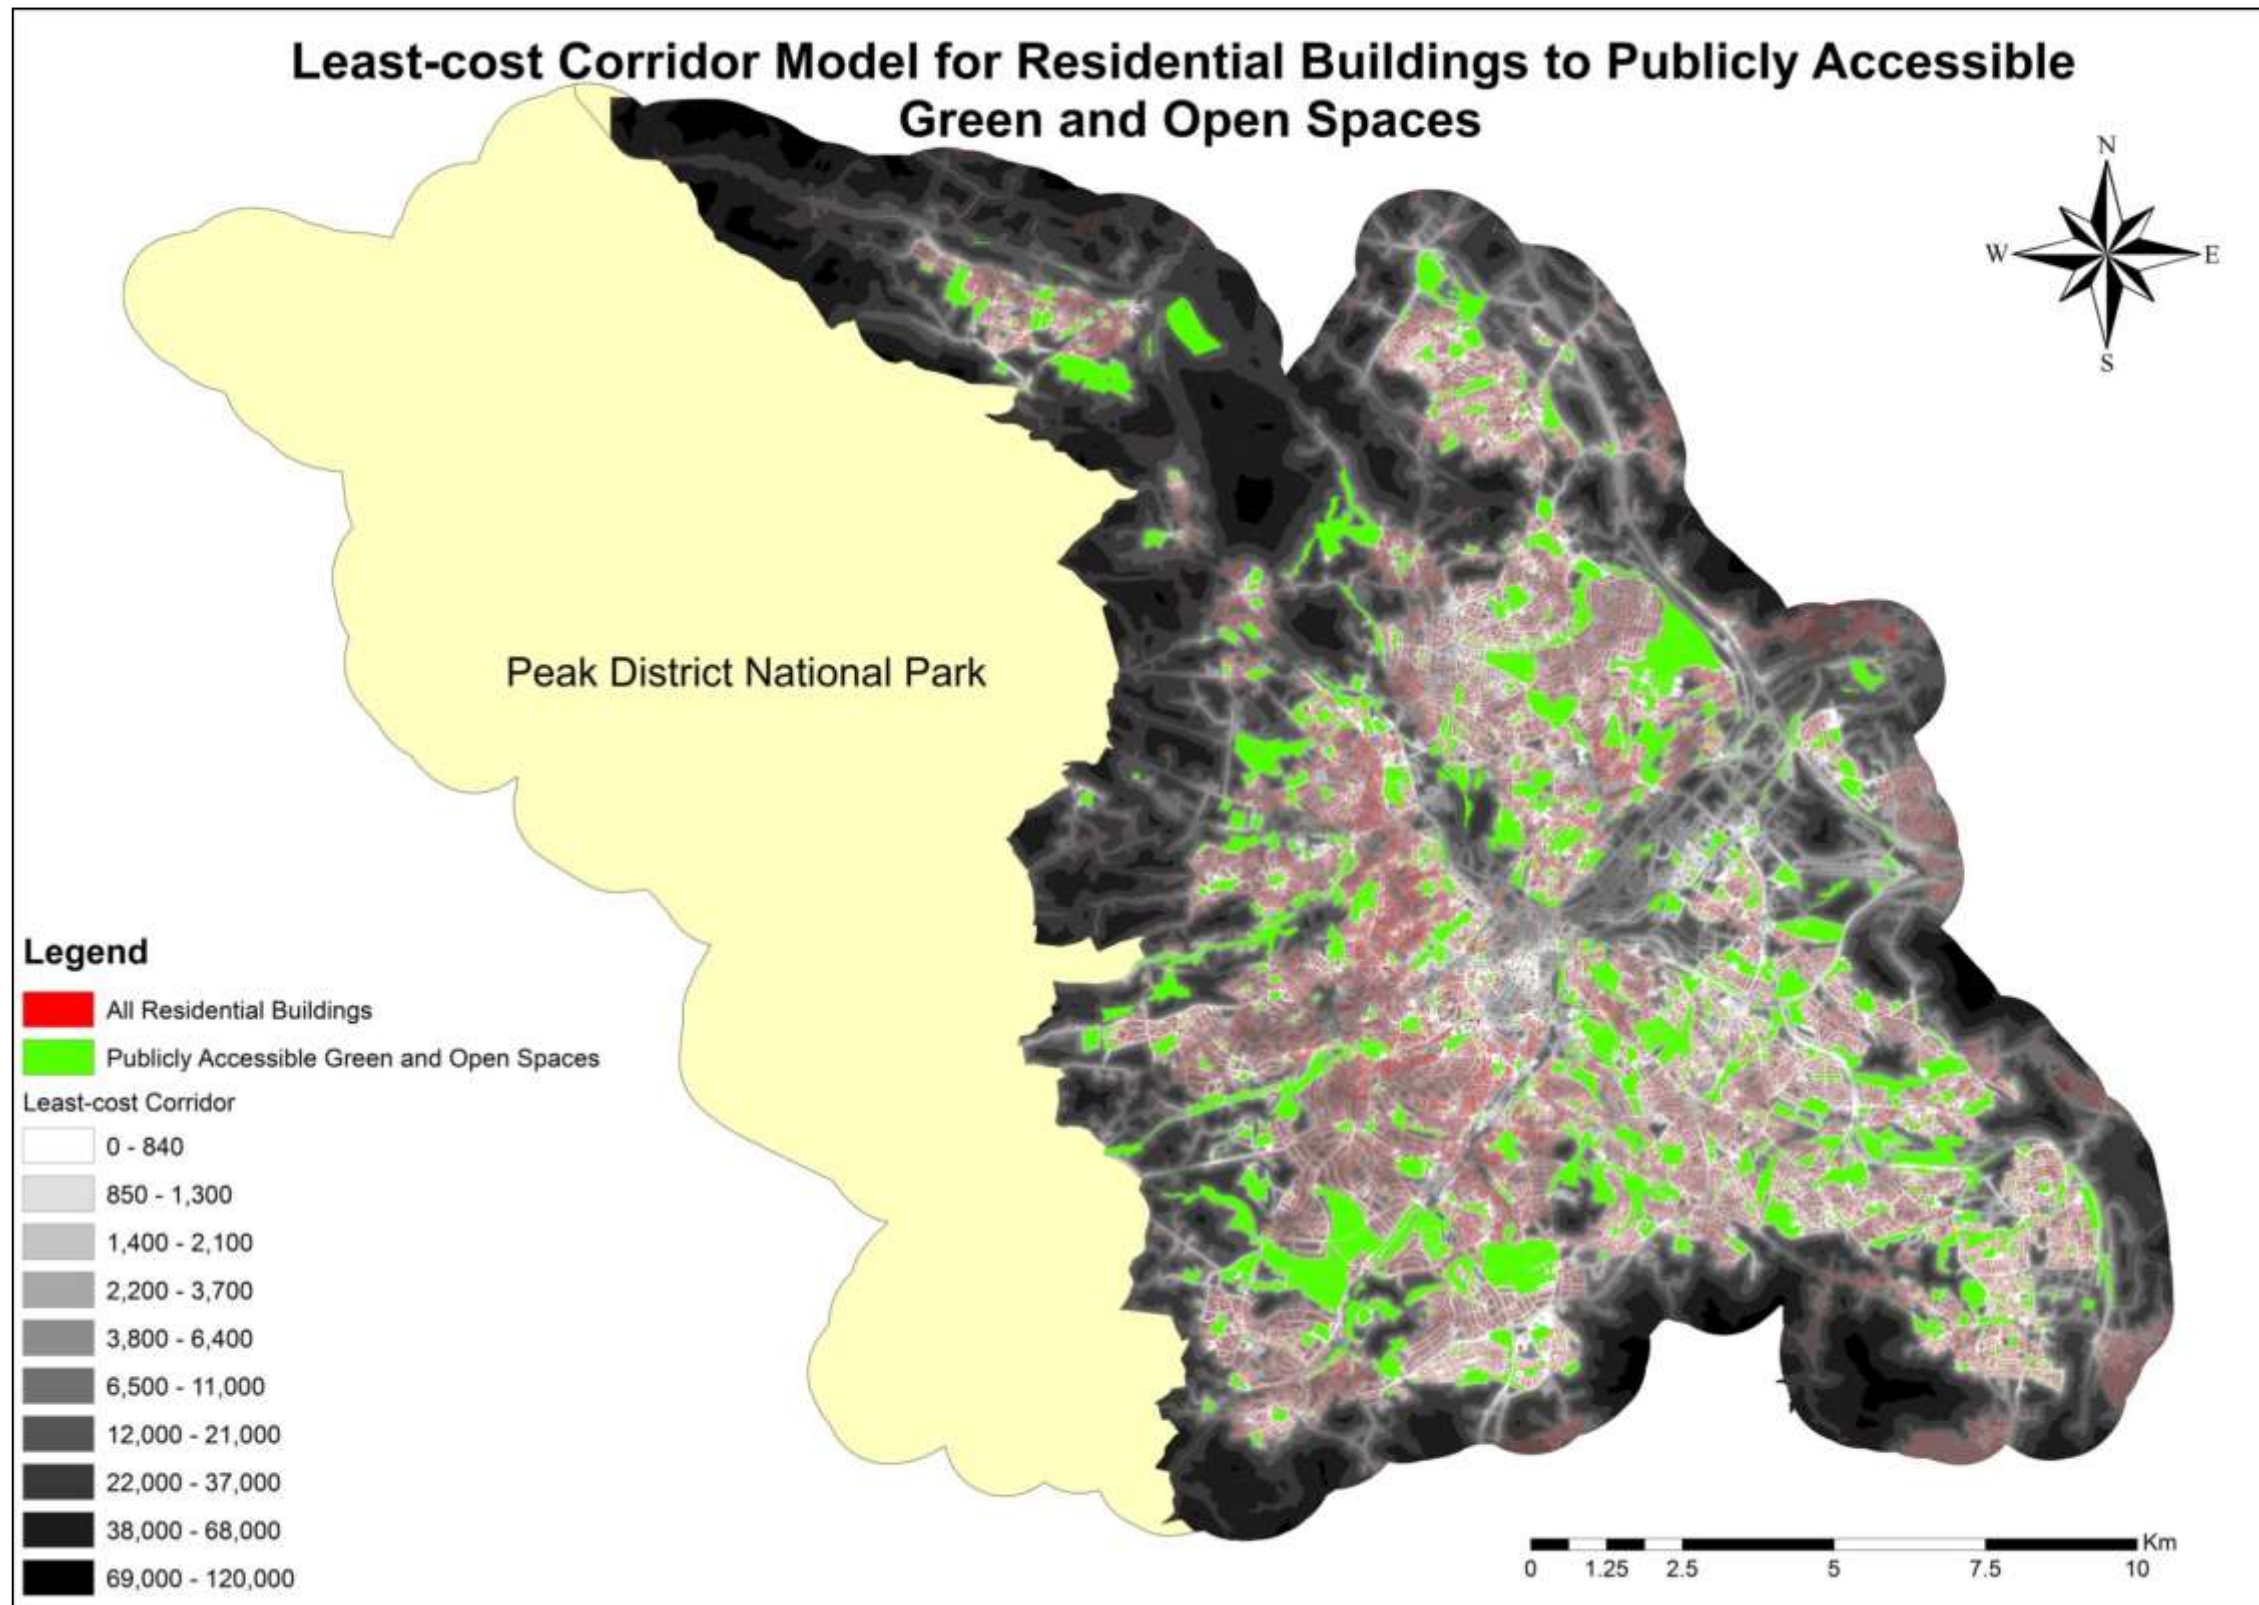 Least-cost Corridor Model for Residential Buildings to Publicly Accessible
Green and Open Spaces
N
W
E
S
Peak District National Park
Legend
All Residential Buildings
Publicly Accessible Green and Open Spaces
Least-cost Corridor
0 - 840
850 - 1,300
1,400 - 2,100
2,200 - 3,700
3,800 - 6,400
6,500 - 11,000
12,000 - 21,000
22,000 - 37,000
38,000 - 68,000
69,000 - 120,000
Km
0 1.25 2.5 5 7.5 10